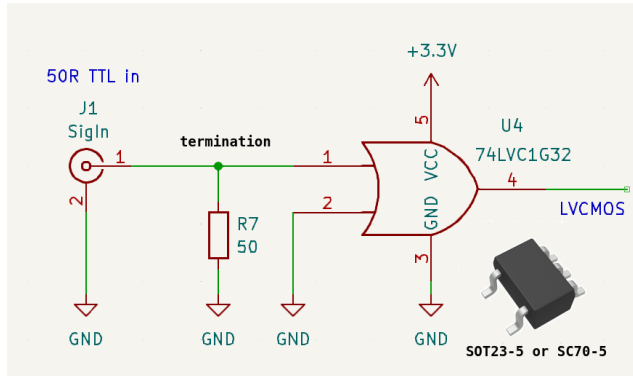 +3.3V
50R TTL in
J1
SigIn
termination
U4
74LVC1G32
5
VCC
1
1
2
2
4
LVCMOS
R7
50
GND
3
GND
GND
GND
GND
SOT23-5 or SC70-5